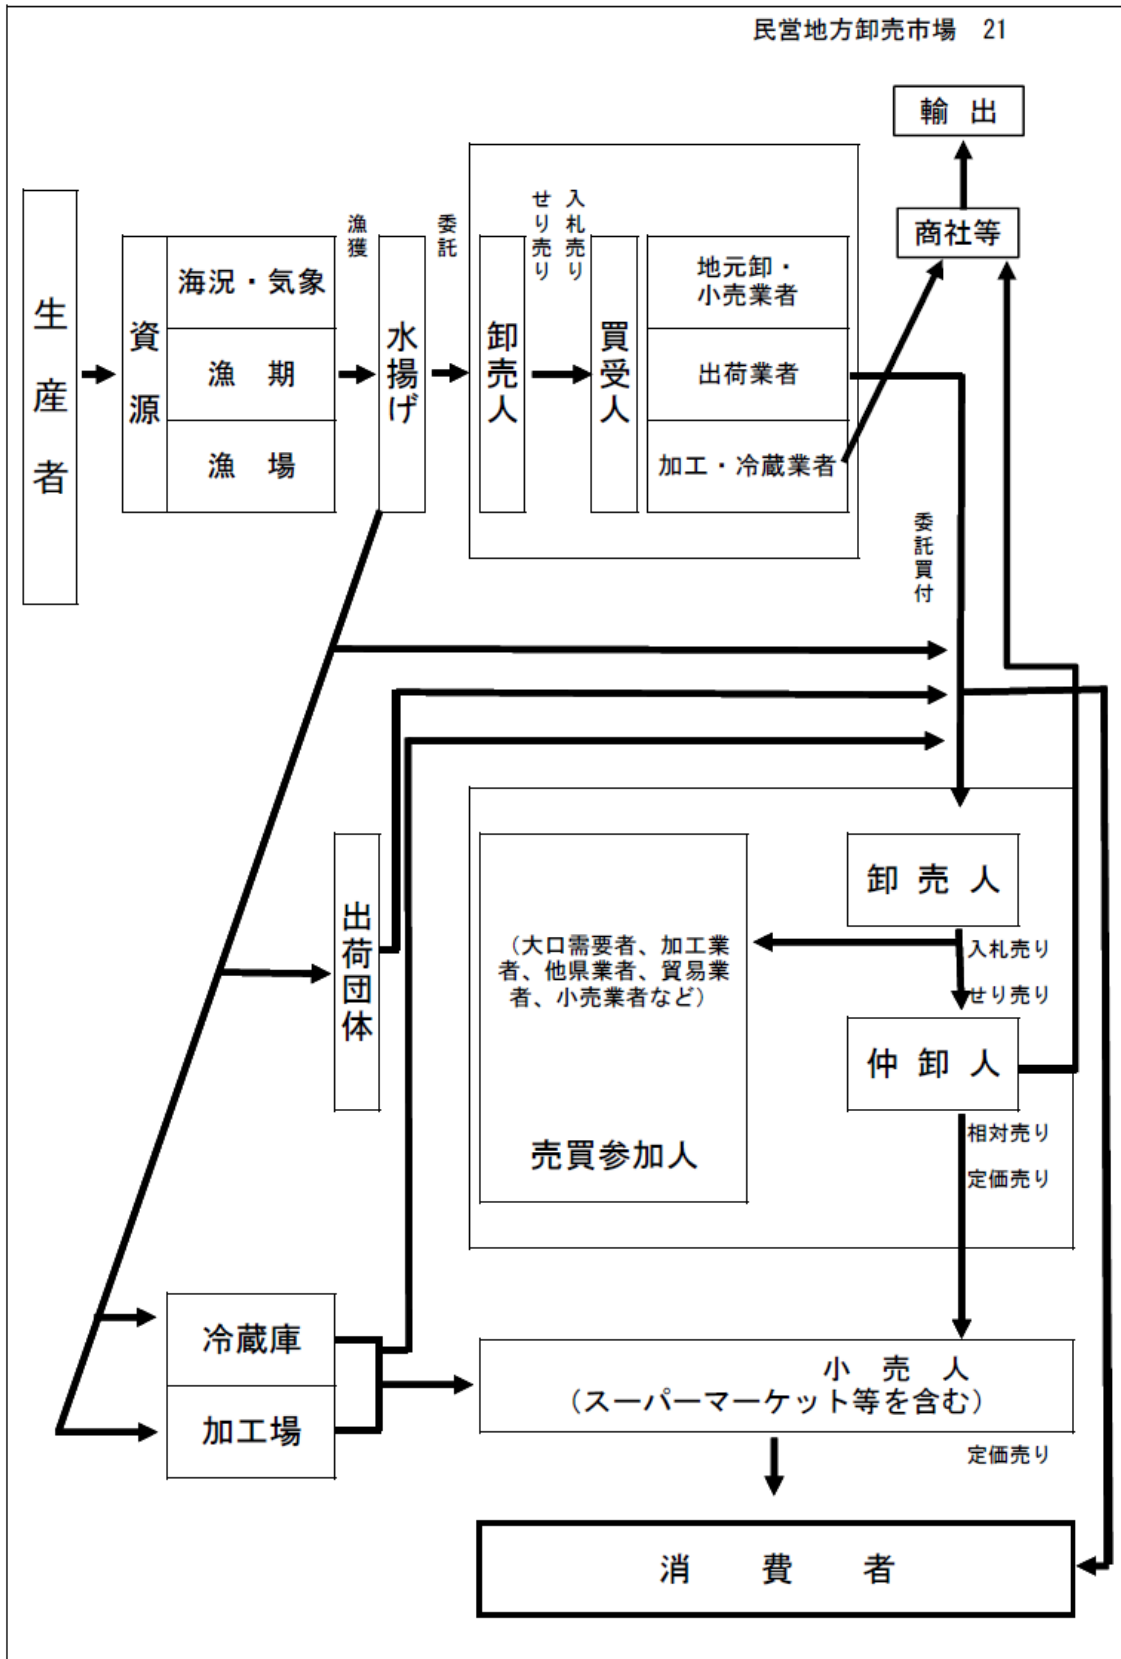 民営地方卸売市場　21
輸 出
商社等
生産者
資源
海況・気象
漁　期
漁　場
漁獲
水揚げ
委託
卸売人
せり売り
入札売り
買受人
地元卸・
小売業者
出荷業者
加工・冷蔵業者
委託買付
出荷団体
（大口需要者、加工業
者、他県業者、貿易業
者、小売業者など）
売買参加人
卸 売 人
入札売り
せり売り
仲 卸 人
相対売り
定価売り
冷蔵庫
加工場
小　売　人
（スーパーマーケット等を含む）
定価売り
消　費　者